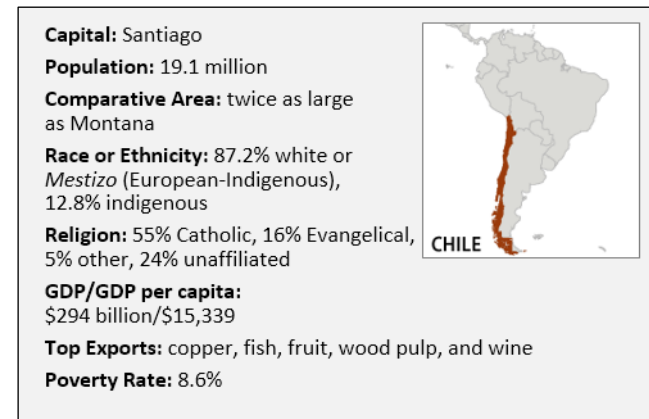 Capital: Santiago
Population: 19.1 million
Comparative Area: twice as large
as Montana
Race or Ethnicity: 87.2% white or
Mestizo (European-Indigenous),
12.8% indigenous
Religion: 55% Catholic, 16% Evangelical,
5% other, 24% unaffiliated
CHILE
GDP/GDP per capita:
$294 billion/$15,339
Top Exports: copper, fish, fruit, wood pulp, and wine
Poverty Rate: 8.6%